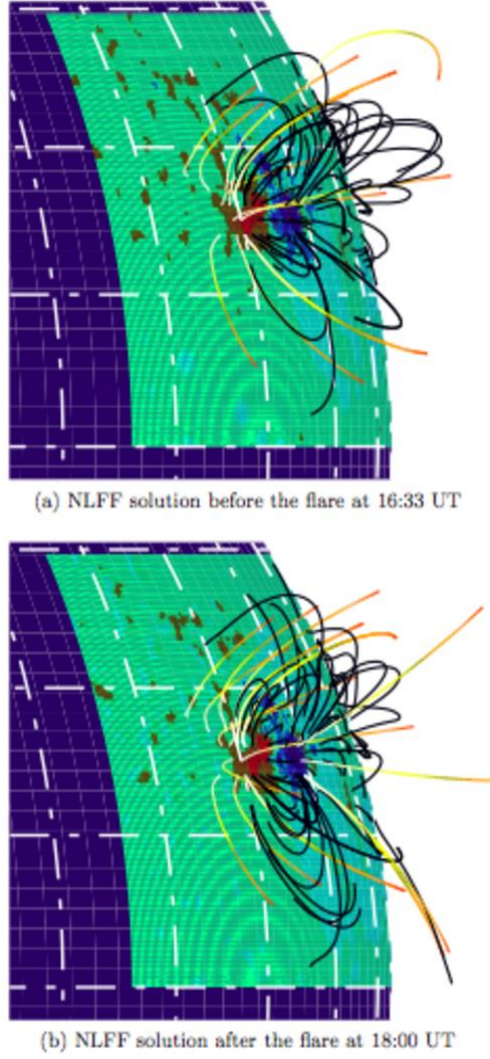 (a) NLFF solution before the flare at 16:33 UT
(b) NLFF solution after the flare at 18:00 UT